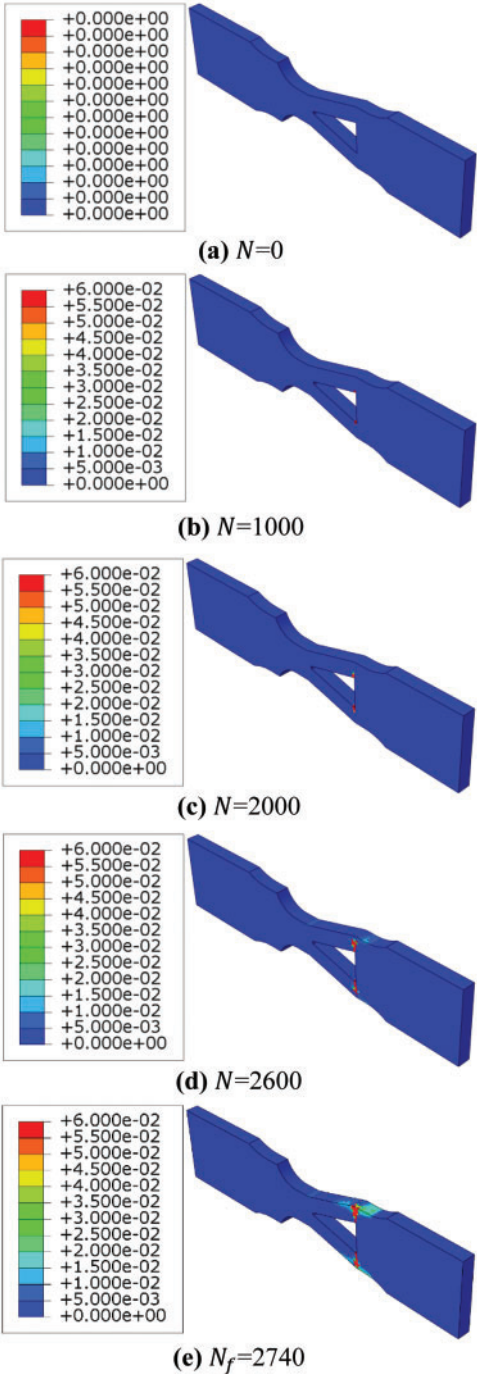 +0.000e+00
+0.000e+00
+0.000e+00
+0.000e+00
+0.000e+00
+0.000e+00
+0.000e+00
+0.000e+00
+0.000e+00
+0.000e+00
+0.000e+00
+0.000e+00
+0.000e+00
(a) N=0
+6.000e-02
+5.500e-02
+5.000e-02
+4.500e-02
+4.000e-02
+3.500e-02
+3.000e-02
+2.500e-02
+2.000e-02
+1.500e-02
+1.000e-02
+5.000e-03
+0.000e+00
(b) N=1000
+6.000e-02
+5.500e-02
+5.000e-02
+4.500e-02
+4.000e-02
+3.500e-02
+3.000e-02
+2.500e-02
+2.000e-02
+1.500e-02
+1.000e-02
+5.000e-03
+0.000e+00
(c) N=2000
+6.000e-02
+5.500e-02
+5.000e-02
+4.500e-02
+4.000e-02
+3.500e-02
+3.000e-02
+2.500e-02
+2.000e-02
+1.500e-02
+1.000e-02
+5.000e-03
+0.000e+00
(d) N=2600
+6.000e-02
+5.500e-02
+5.000e-02
+4.500e-02
+4.000e-02
+3.500e-02
+3.000e-02
+2.500e-02
+2.000e-02
+1.500e-02
+1.000e-02
+5.000e-03
+0.000e+00
(e) N_f=2740